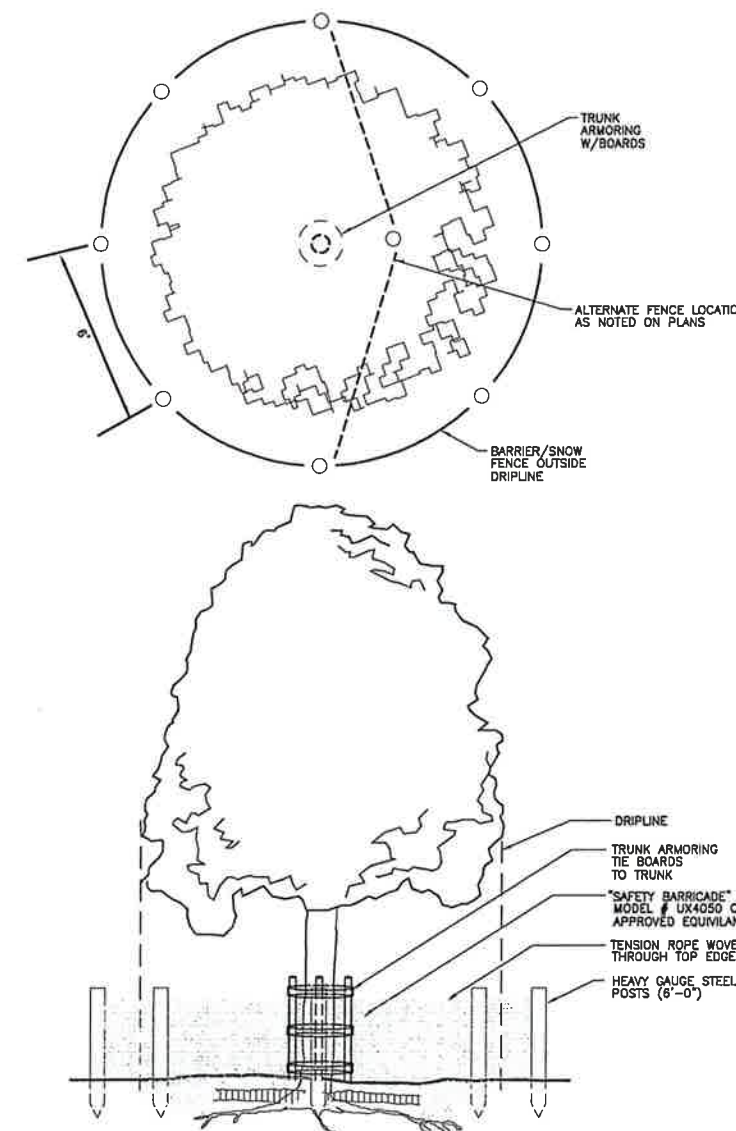 TRUNK
ARMORING
W/BOARDS
ALTERNATE FENCE LOCATIO
AS NOTED ON PLANS
6'
BARRIER/SNOW
FENCE OUTSIDE
DRIPLINE
DRIPLINE
TRUNK ARMORING
TIE BOARDS
TO TRUNK
"SAFETY BARRICADE"
MODEL # UX4050 O
APPROVED EQUIVILAN
TENSION ROPE WOVE
THROUGH TOP EDGE
HEAVY GAUGE STEEL
POSTS (6'-0")